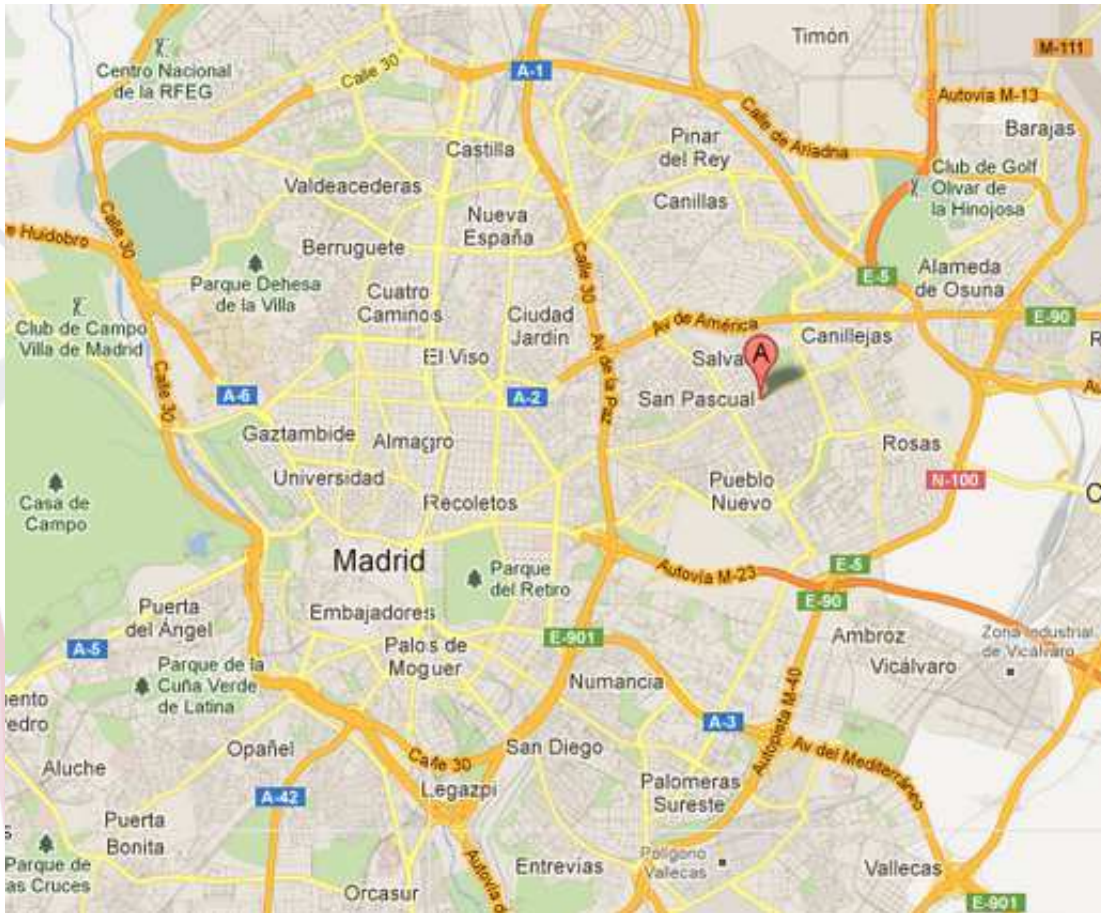 Timón
M-111
Centro Nacional
de la RFEG
Calle 30
A-1
Autovía M-13
Calle de Ariadna
Barajas
Castilla
Pinar
del Rey
Club de Golf
Olivar de
la Hinojosa
Valdeacederas
Canillas
Nueva
España
Calle 30
e Huidobro
Berruguete
Calle 30
Parque Dehesa
de la Villa
E-5
Alameda
de Osuna
Cuatro
Caminos
Ciudad
Jardín
Av de América
E-90
Club de Campo
Villa de Madrid
Canillejas
R
El Viso
Salva
A
Av de la Paz
Calle 30
A-6
A-2
San Pascual
Au
Gaztambide
Almagro
Rosas
Universidad
Pueblo
Nuevo
N-100
Casa de
Campo
Recoletos
C
Madrid
Parque
del Retiro
Autovía M-23
E-5
E-90
Puerta
del Ángel
Embajadores
E-901
Ambroz
Zona Industrial
de Vicálvaro
A-5
Palos de
Moguer
Vicálvaro
Parque de la
Cuña Verde
de Latina
Numancia
Autopista M-40
iento
edro
A-3
Opañel
San Diego
Av del Mediterráneo
Calle 30
Aluche
Legazpi
Palomeras
Sureste
A-42
Puerta
Bonita
s
Parque de
as Cruces
Autovía d
Entrevías
Polígono
Vallecas
Vallecas
Orcasur
E-901